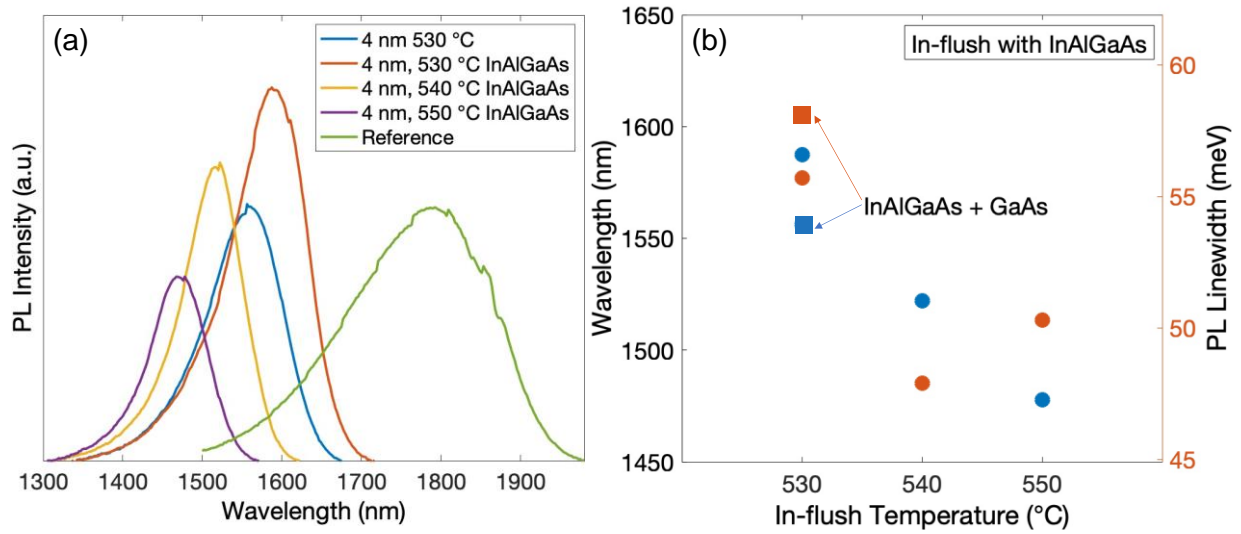 (a)
4 nm 530 °C
4 nm, 530 °C InAlGaAs
4 nm, 540 °C InAlGaAs
4 nm, 550 °C InAlGaAs
Reference
PL Intensity (a.u.)
1300 1400 1500 1600 1700 1800 1900
Wavelength (nm)
(b)
In-flush with InAlGaAs
InAlGaAs + GaAs
Wavelength (nm)
1650
1600
1550
1500
1450
530 540 550
In-flush Temperature (°C)
60
55
50
45
PL Linewidth (meV)